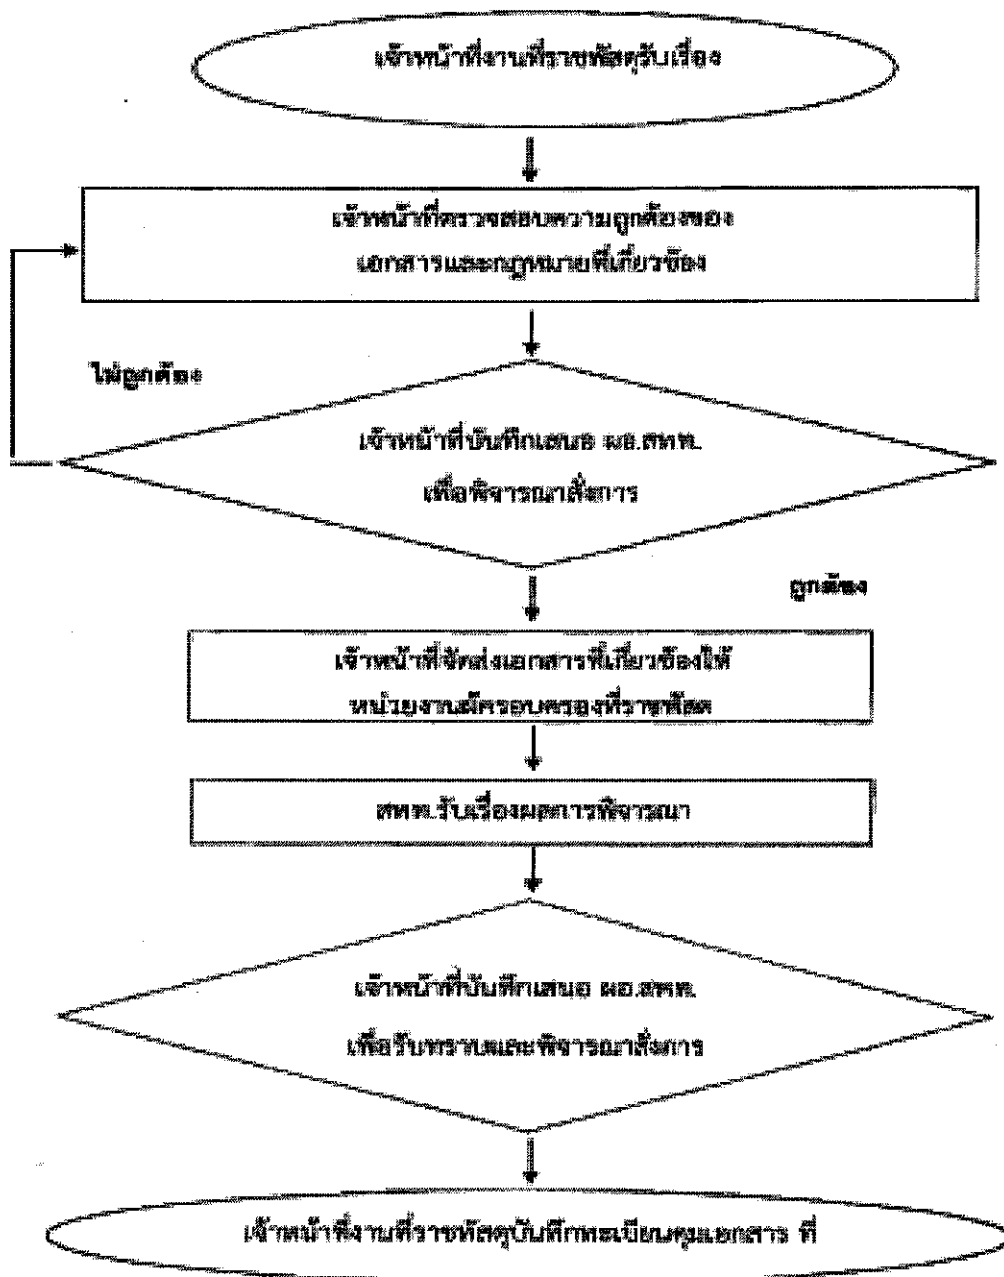 เจ้าหน้าที่งานที่ราชพัสดุรับเรื่อง
เจ้าหน้าที่ตรวจสอบความถูกต้องของ
เอกสารและกฎหมายที่เกี่ยวข้อง
ไม่ถูกต้อง
เจ้าหน้าที่บันทึกเสนอ ผอ.สพท.
เพื่อพิจารณาสั่งการ
ถูกต้อง
เจ้าหน้าที่จัดส่งเอกสารที่เกี่ยวข้องให้
หน่วยงานผู้ครอบครองที่ราชพัสดุ
สพท.รับเรื่องผลการพิจารณา
เจ้าหน้าที่บันทึกเสนอ ผอ.สพท.
เพื่อรับทราบและพิจารณาสั่งการ
เจ้าหน้าที่งานที่ราชพัสดุบันทึกทะเบียนคุมเอกสาร ที่